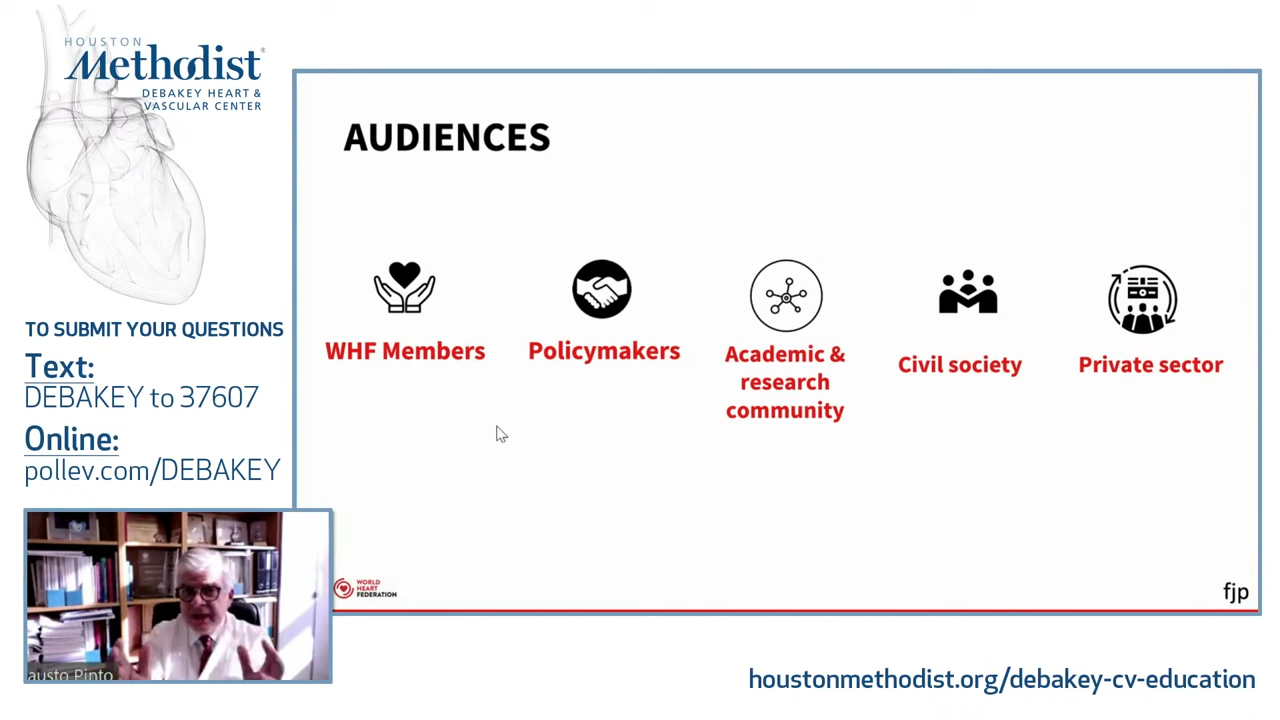 HOUSTON
Methodist
DEBAKEY HEART &
VASCULAR CENTER
TO SUBMIT YOUR QUESTIONS
Text:
DEBAKEY to 37607
Online:
pollev.com/DEBAKEY
AUDIENCES
WHF Members
Policymakers
Academic &
research
community
Civil society
Private sector
WORLD
HEART
FEDERATION
fjp
austo Pinto
houstonmethodist.org/debakey-cv-education